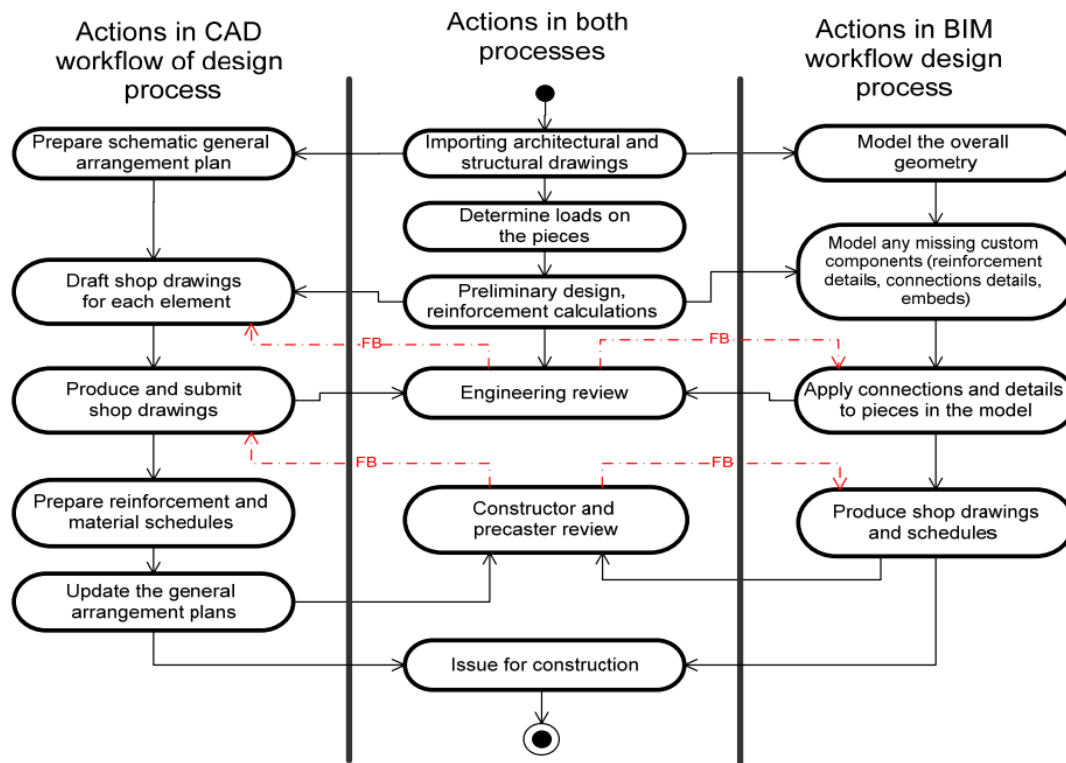 Actions in CAD
workflow of design
process
Actions in both
processes
Actions in BIM
workflow design
process
Prepare schematic general
arrangement plan
Importing architectural and
structural drawings
Model the overall
geometry
Determine loads on
the pieces
Model any missing custom
components (reinforcement
details, connections details,
embeds)
Draft shop drawings
for each element
Preliminary design,
reinforcement calculations
FB
FB
Produce and submit
shop drawings
Engineering review
Apply connections and details
to pieces in the model
FB
FB
Prepare reinforcement and
material schedules
Constructor and
precaster review
Produce shop drawings
and schedules
Update the general
arrangement plans
Issue for construction